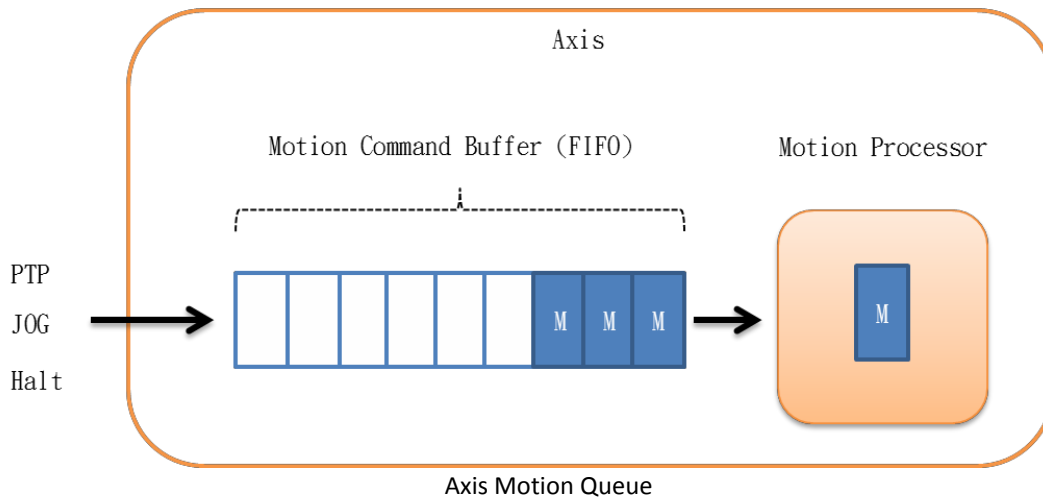 Axis
Motion Command Buffer (FIFO)
Motion Processor
PTP
JOG
Halt
M M M
M
Axis Motion Queue